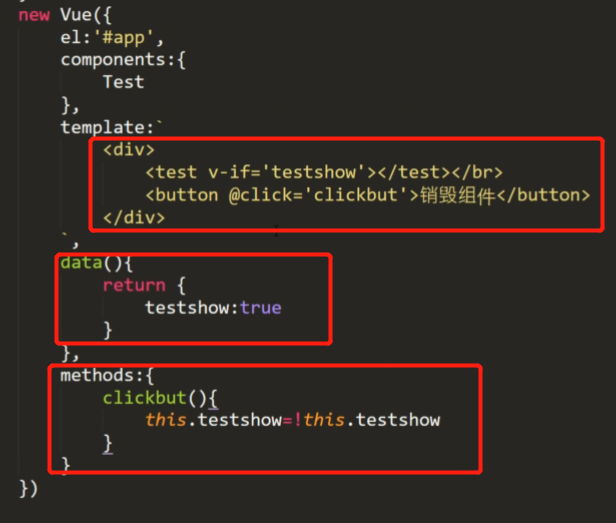 new Vue({
el:'#app',
components:{
Test
},
template:`
<div>
<test v-if='testshow'></test></br>
<button @click='clickbut'>销毁组件</button>
</div>
`,
data(){
return {
testshow:true
}
},
methods:{
clickbut(){
this.testshow=!this.testshow
}
}
})